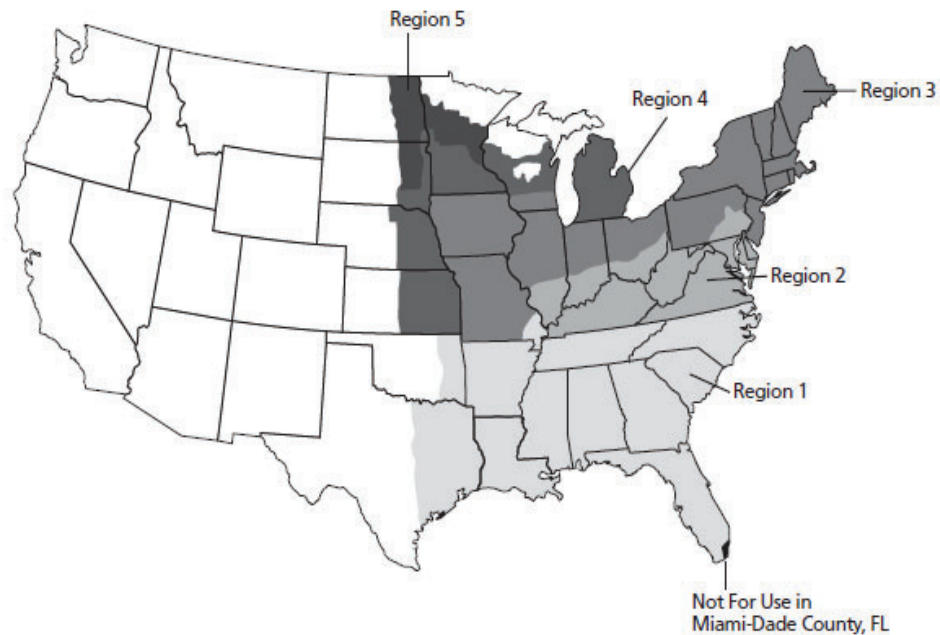 Region 5
Region 3
Region 4
Region 2
Region 1
Not For Use in
Miami-Dade County, FL